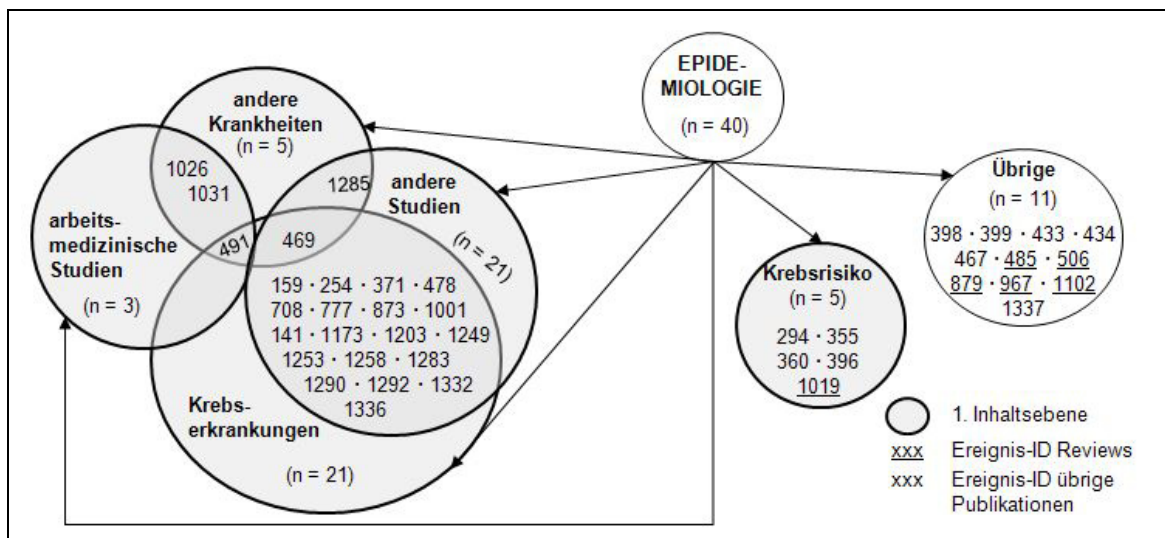 EPIDE-
MIOLOGIE
(n = 40)
andere
Krankheiten
(n = 5)
1026
1031
1285
andere
Studien
(n = 21)
arbeits-
medizinische
Studien
(n = 3)
491
469
159 · 254 · 371 · 478
708 · 777 · 873 · 1001
141 · 1173 · 1203 · 1249
1253 · 1258 · 1283
1290 · 1292 · 1332
1336
Krebs-
erkrankungen
(n = 21)
Krebsrisiko
(n = 5)
294 · 355
360 · 396
1019
Übrige
(n = 11)
398 · 399 · 433 · 434
467 · 485 · 506
879 · 967 · 1102
1337
1. Inhaltsebene
xxx Ereignis-ID Reviews
xxx Ereignis-ID übrige
Publikationen